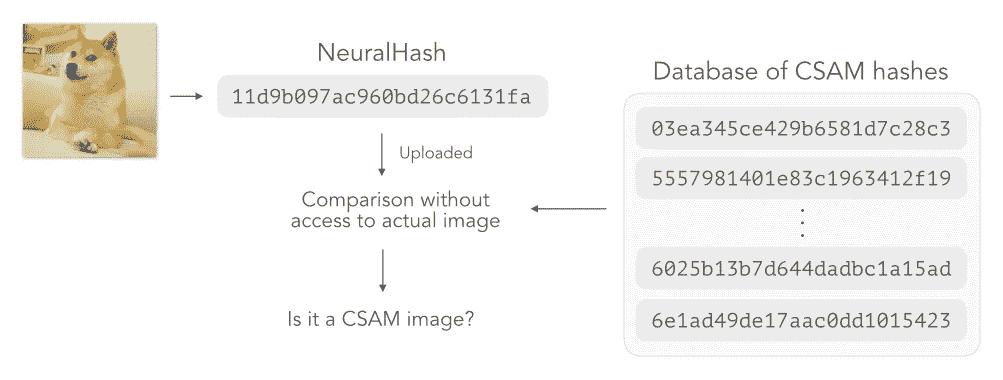 NeuralHash
11d9b097ac960bd26c6131fa
Uploaded
Comparison without
access to actual image
Is it a CSAM image?
Database of CSAM hashes
03ea345ce429b6581d7c28c3
5557981401e83c1963412f19
6025b13b7d644dadbc1a15ad
6e1ad49de17aac0dd1015423